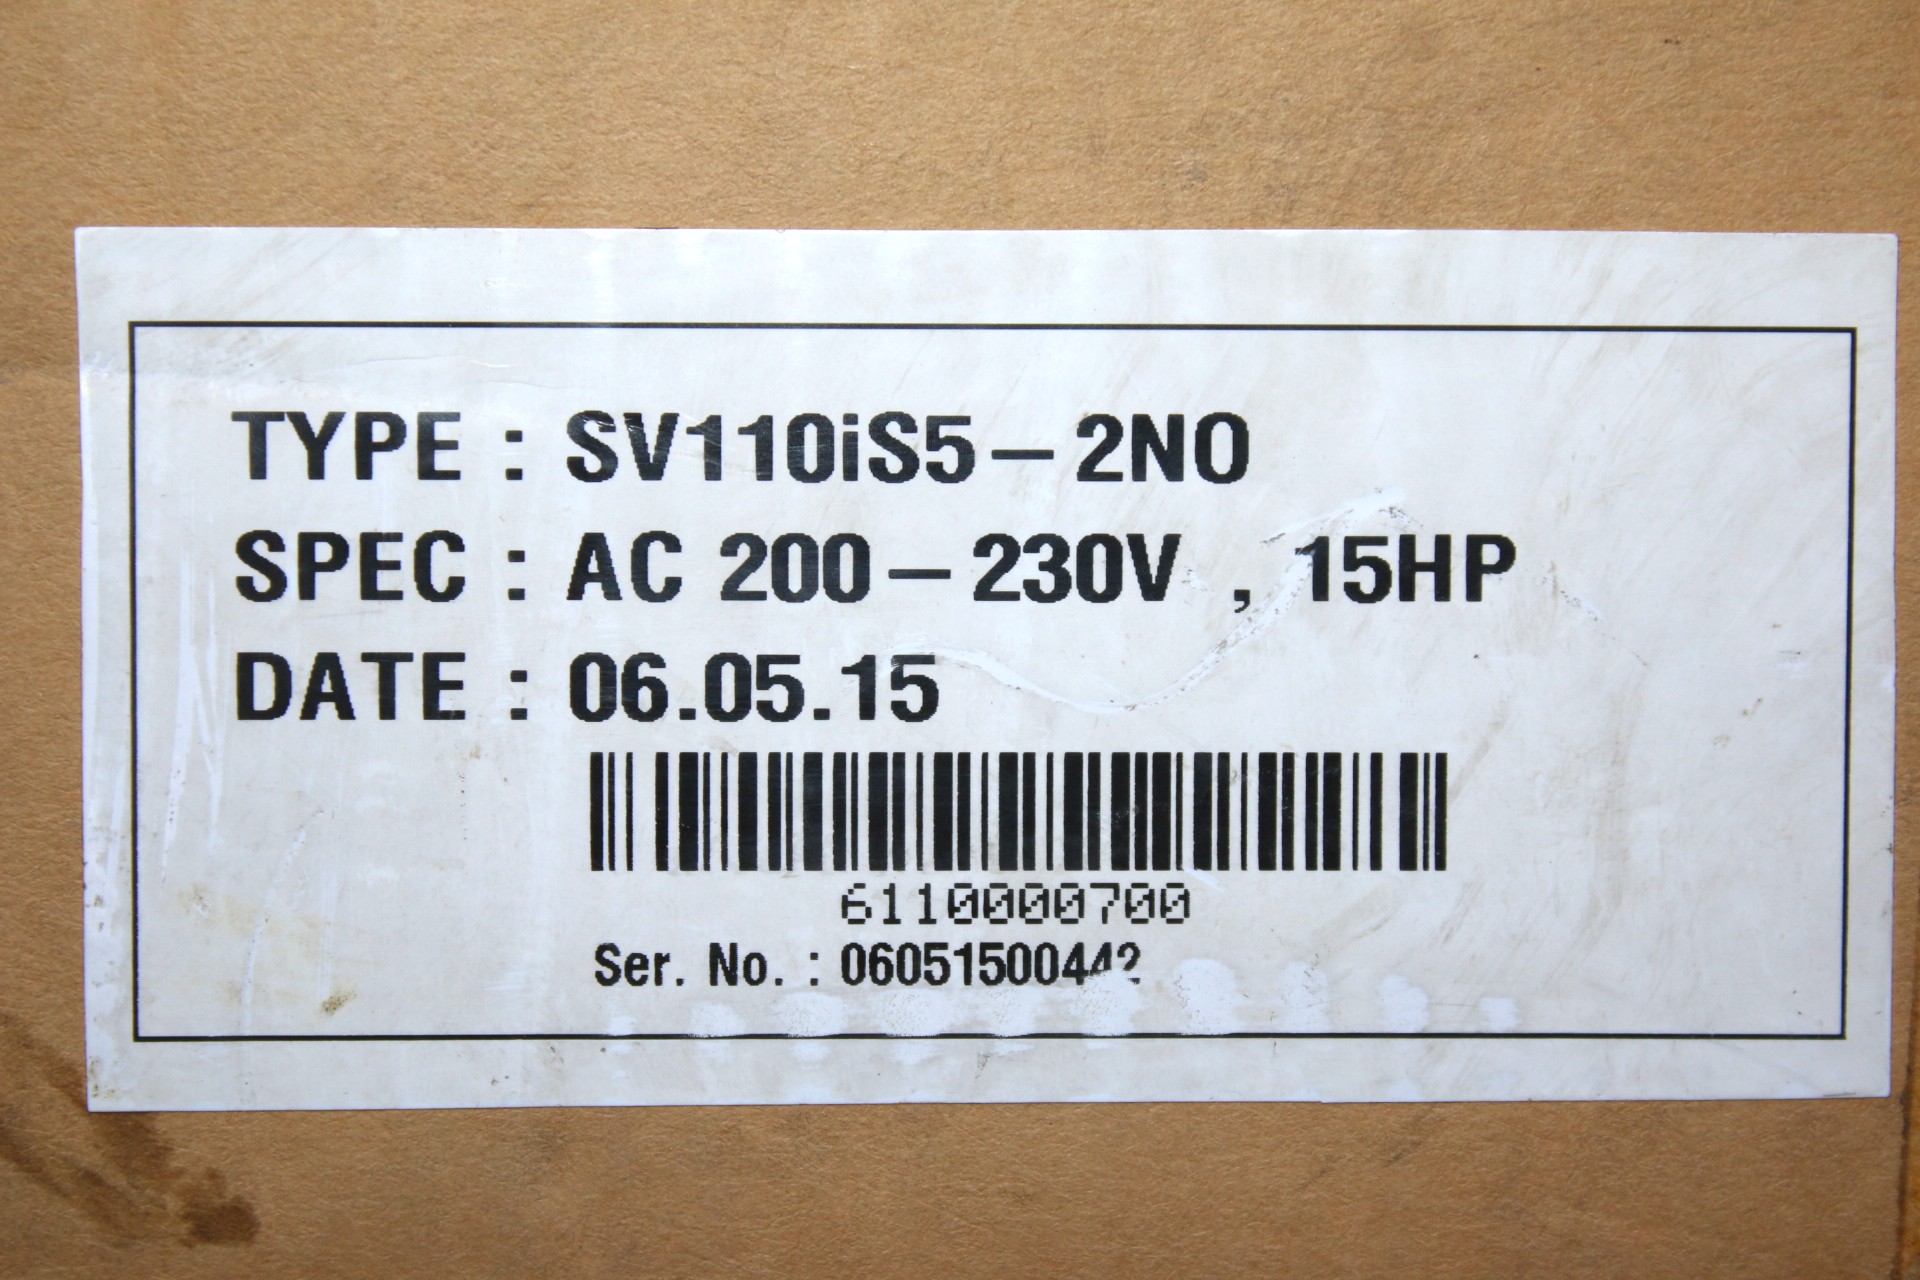 TYPE : SV110iS5-2NO
SPEC : AC 200-230V , 15HP
DATE : 06.05.15
6110000700
Ser. No. : 06051500442